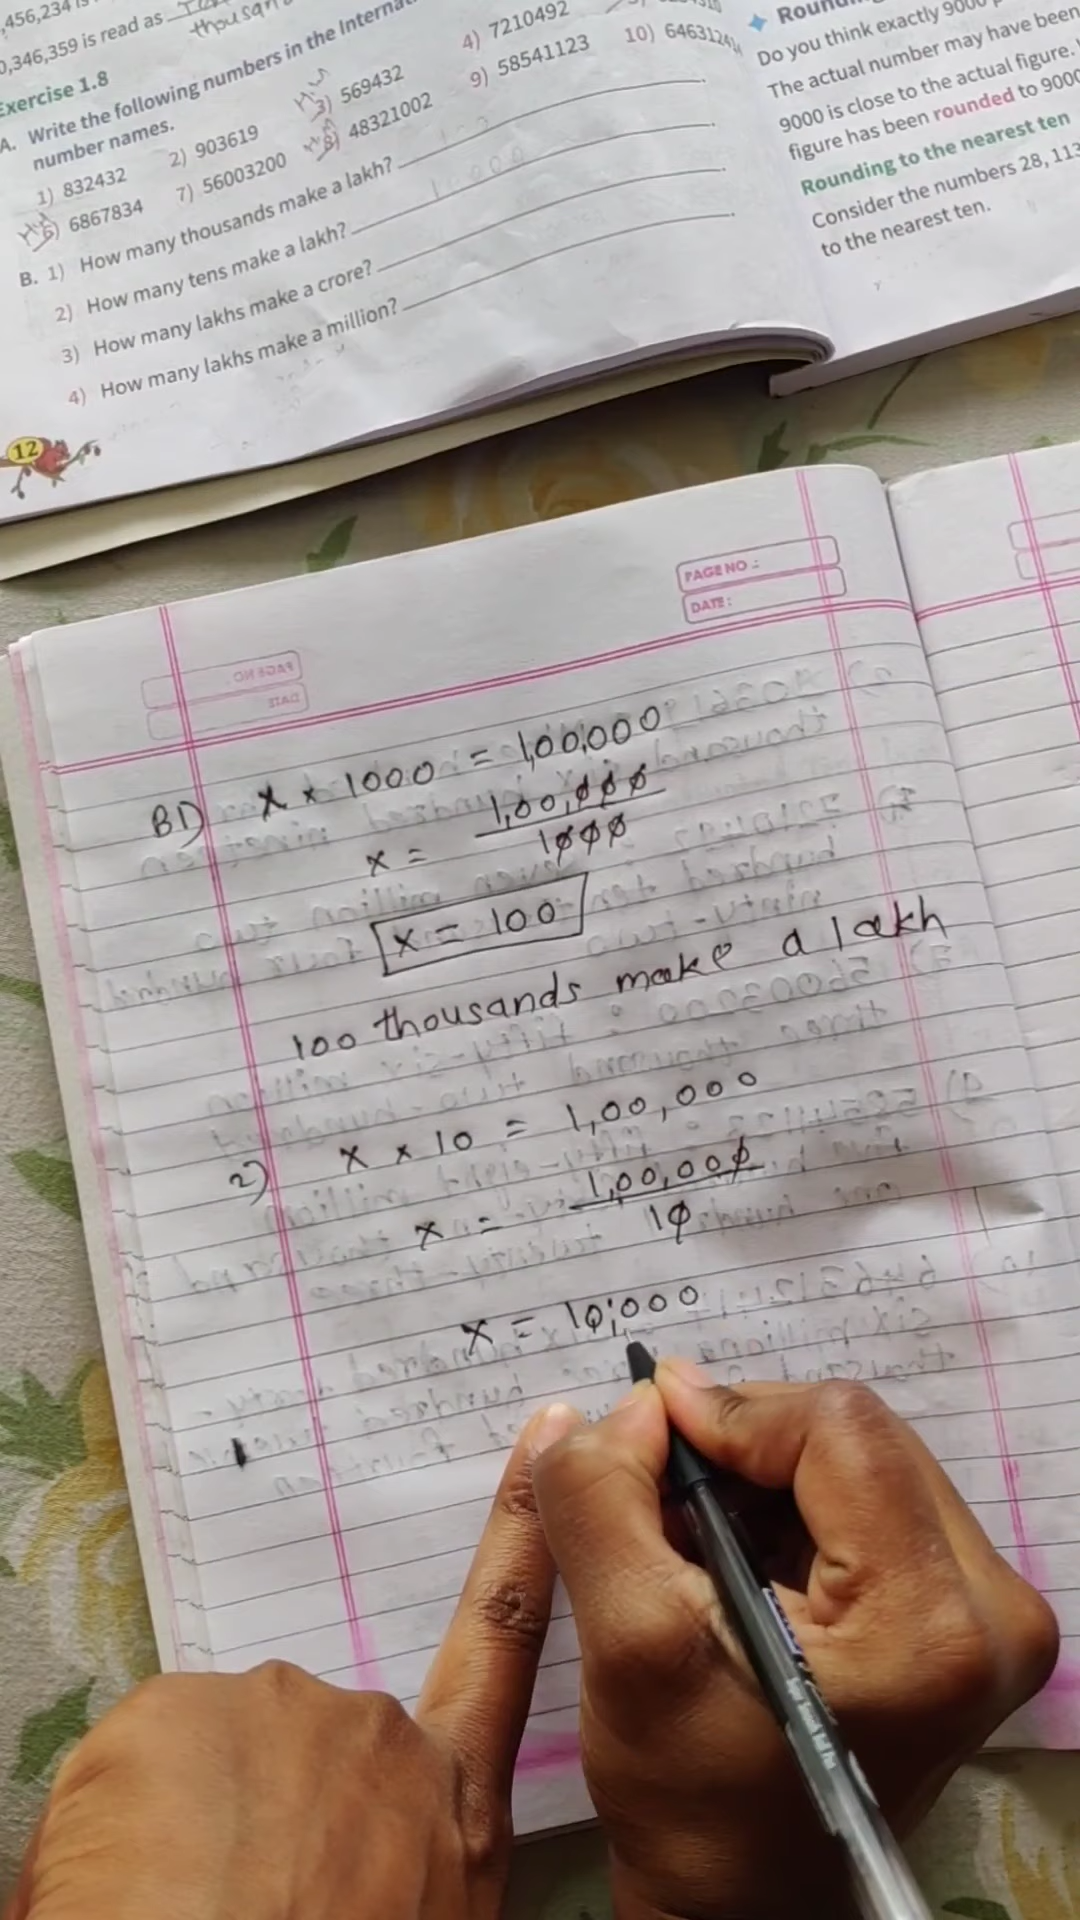 ,456,234 is
0,346,359 is read as
thousan
Exercise 1.8
A. Write the following numbers in the Internat
number names.
1) 832432 2) 903619 3) 569432 4) 7210492
6) 6867834 7) 56003200 8) 48321002 9) 58541123 10) 6463124
B. 1) How many thousands make a lakh?
2) How many tens make a lakh?
3) How many lakhs make a crore?
4) How many lakhs make a million?
12
Do you think exactly 9000
The actual number may have been
9000 is close to the actual figure.
figure has been rounded to 9000
Rounding to the nearest ten
Consider the numbers 28, 113
to the nearest ten.
PAGE NO :
DATE :
B1) x × 1000 = 1,00,000
x = 1,00,000
1000
x = 100
100 thousands make a lakh
2) x × 10 = 1,00,000
x = 1,00,000
10
x = 10,000